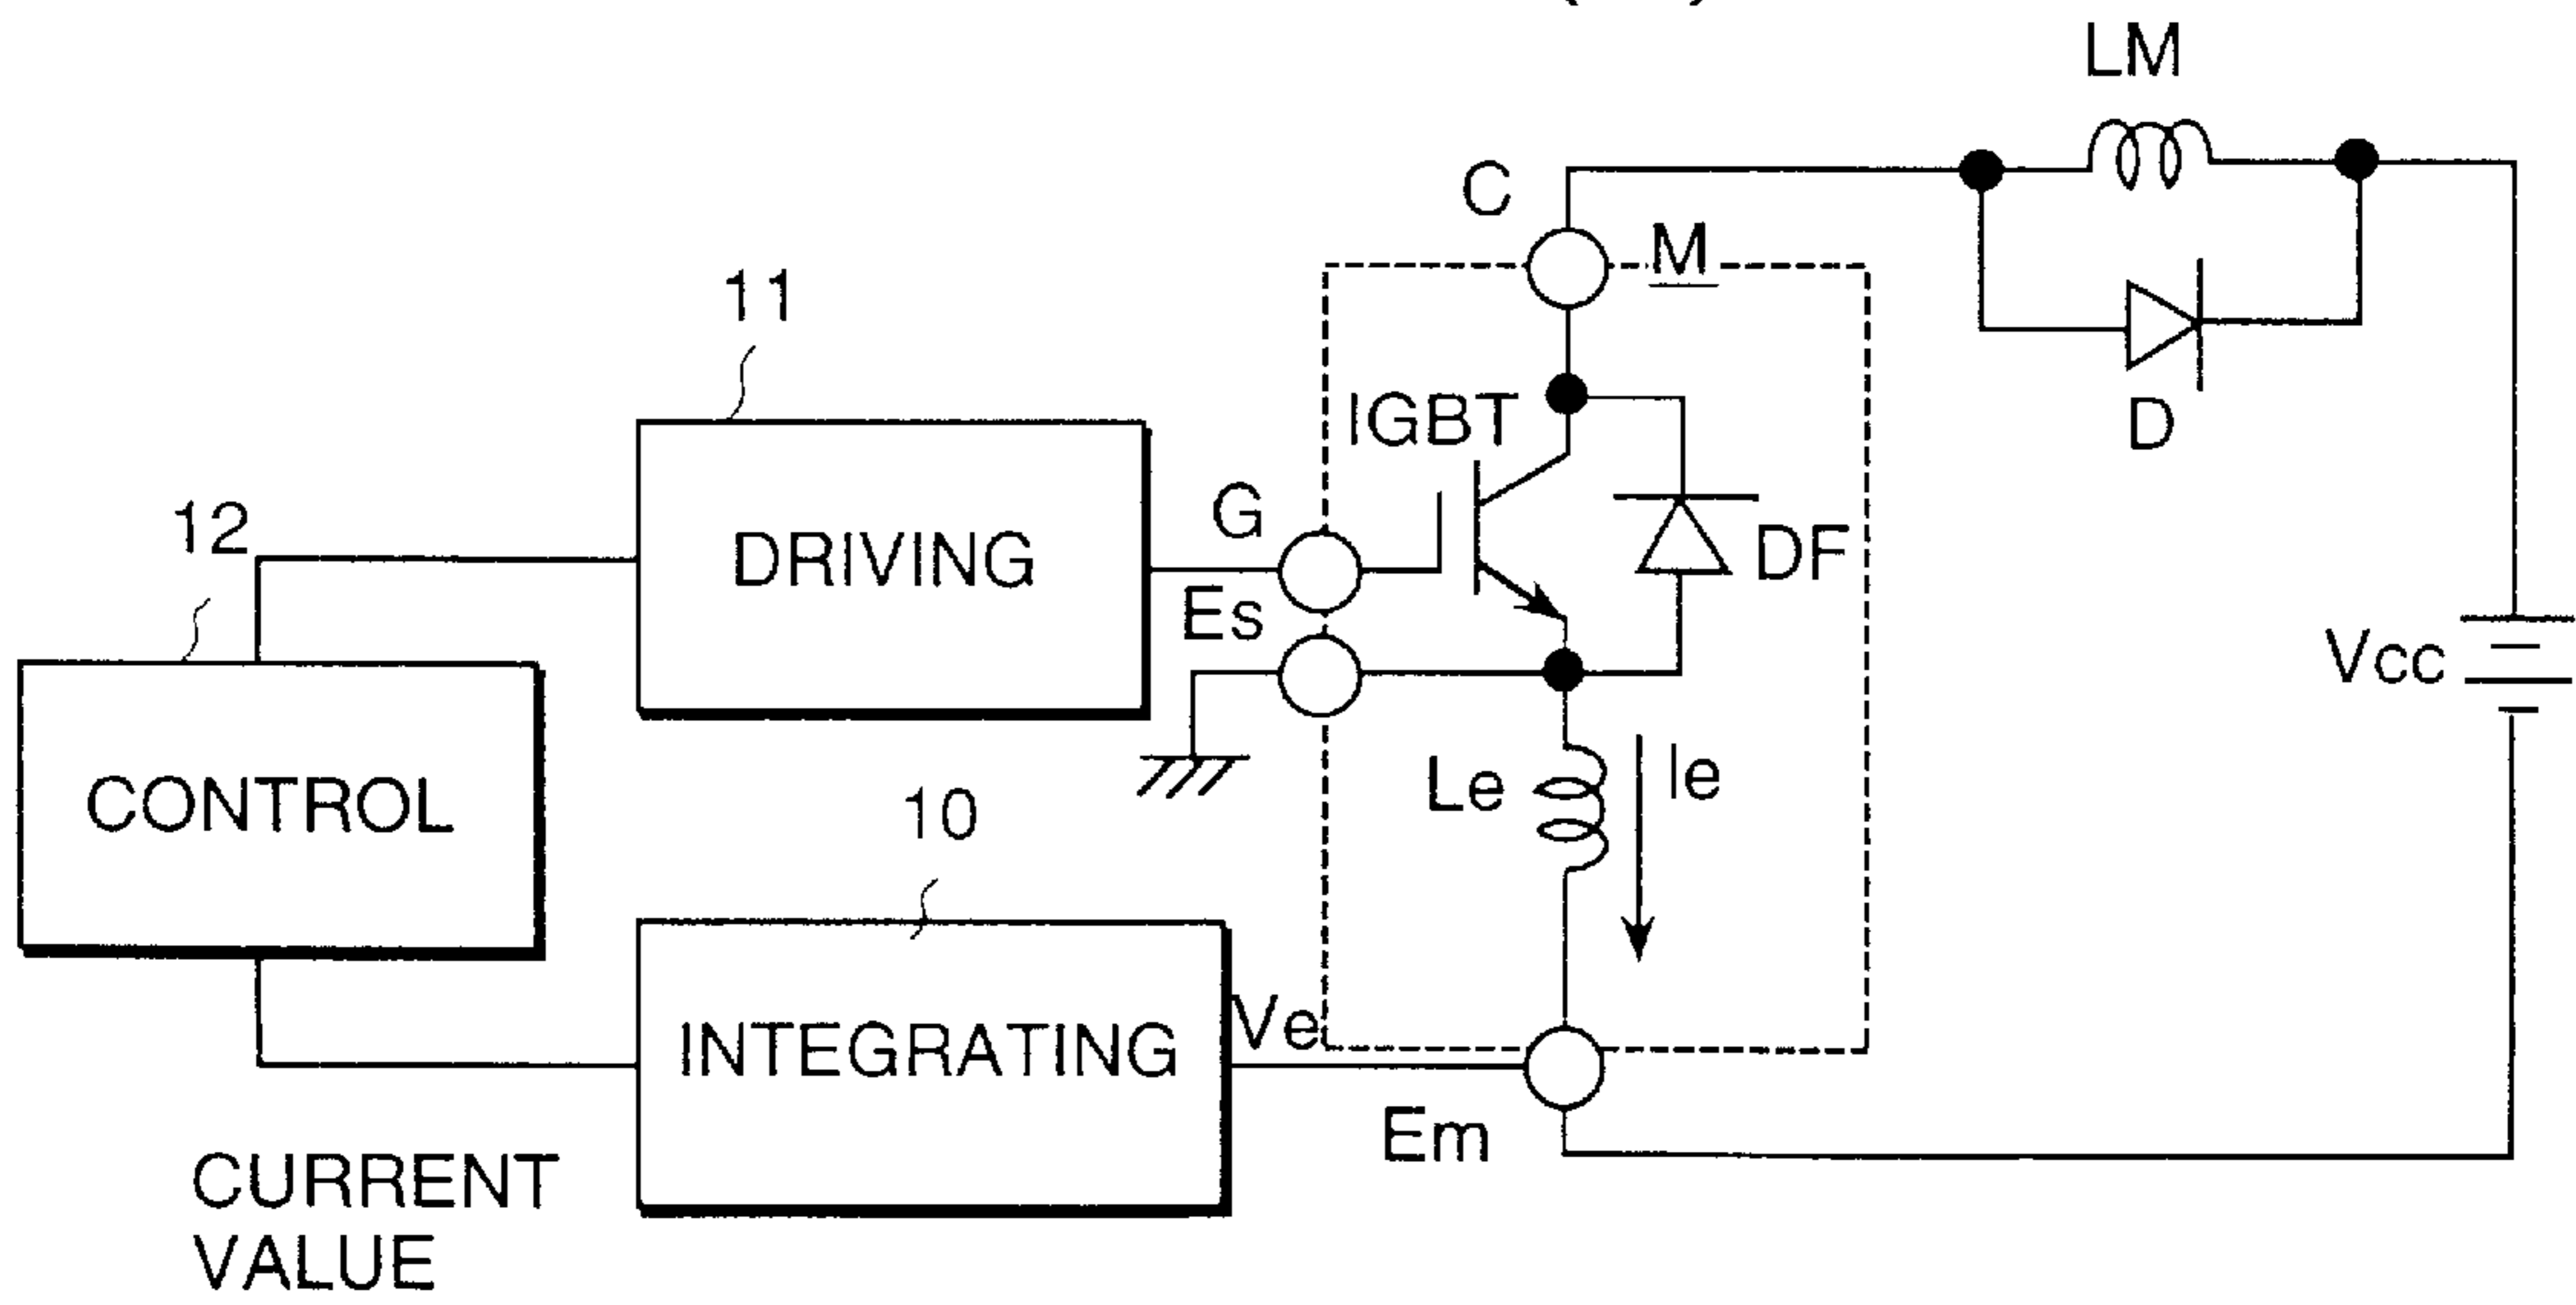 LM
C
M
11
IGBT
D
12
G
DRIVING
DF
Es
Vcc
CONTROL
Le
Ie
10
Ve
INTEGRATING
Em
CURRENT
VALUE